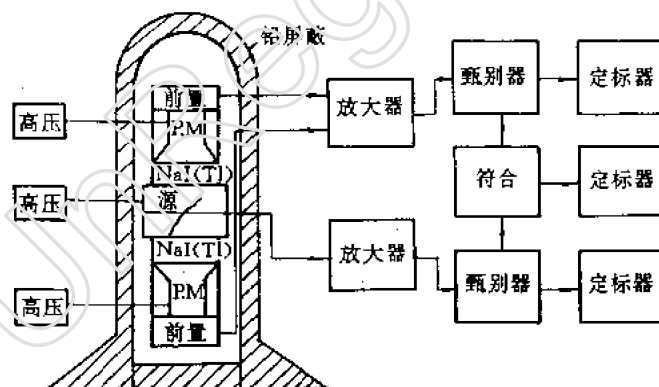 铅屏蔽
前置
P.M
NaI(Tl)
源
NaI(Tl)
P.M
前置
高压
高压
高压
放大器
放大器
甄别器
符合
甄别器
定标器
定标器
定标器